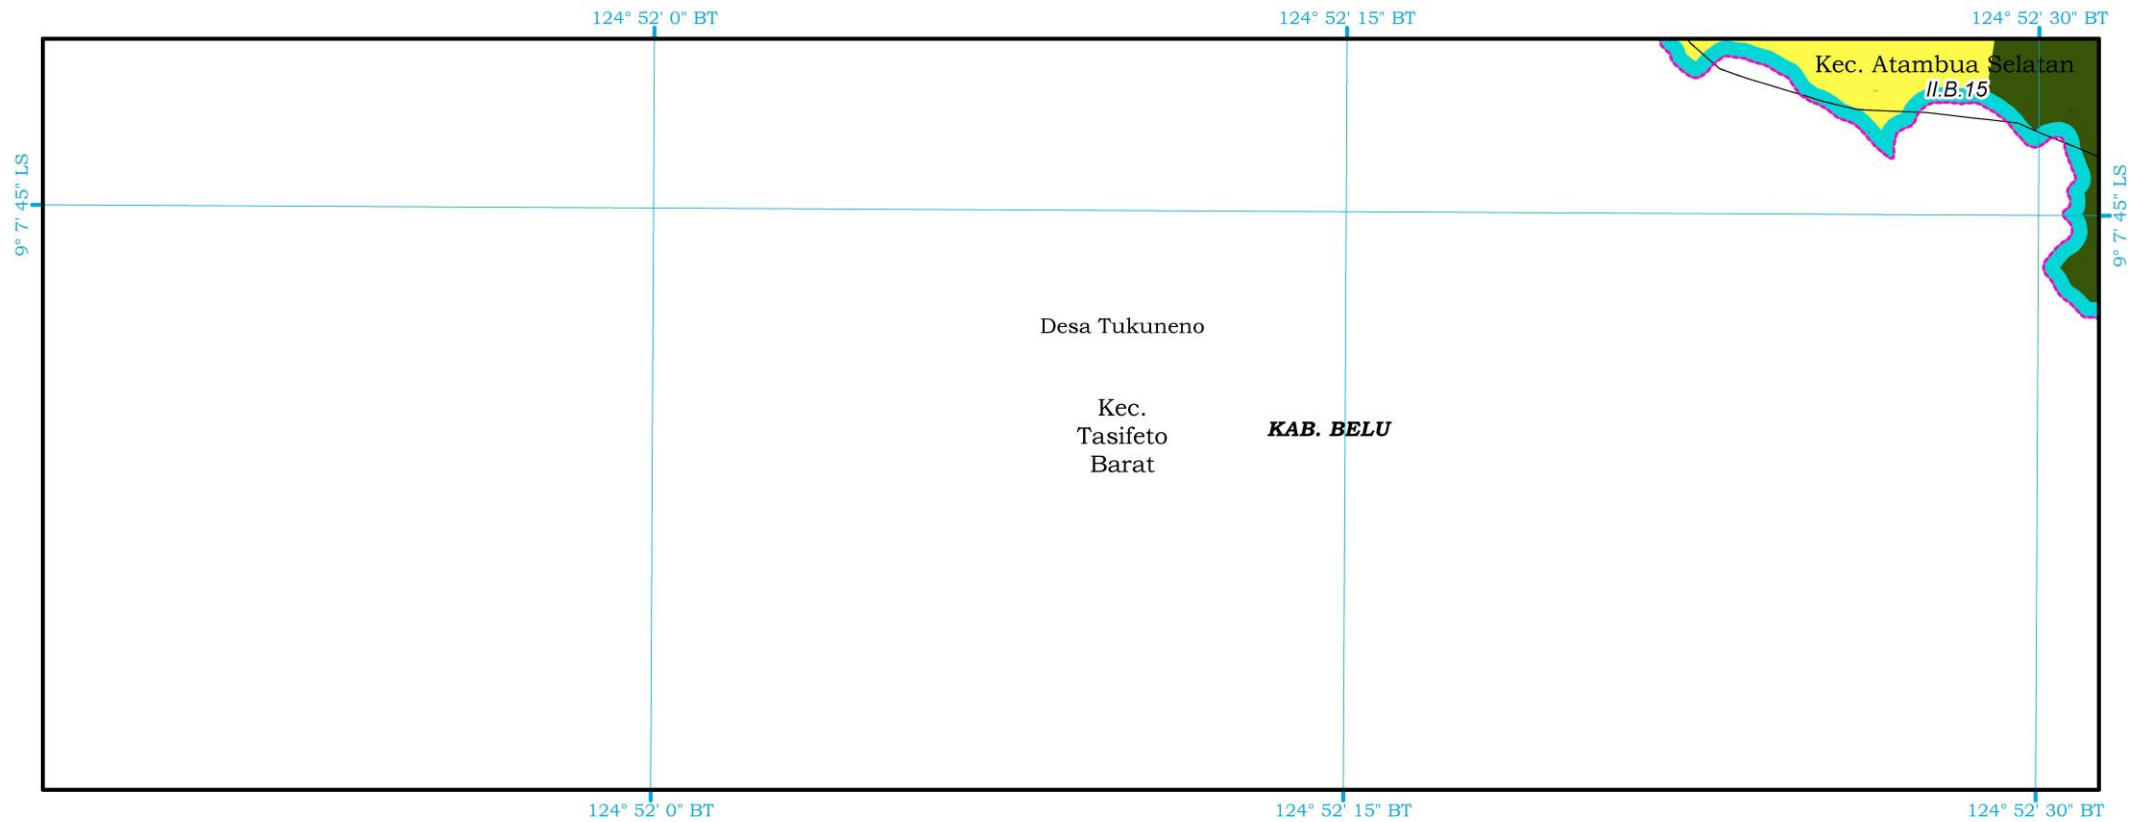 124° 52' 0" BT
124° 52' 15" BT
124° 52' 30" BT
Kec. Atambua Selatan
II.B.15
9° 7' 45" LS
9° 7' 45" LS
Desa Tukuneno
Kec.
Tasifeto
Barat
KAB. BELU
124° 52' 0" BT
124° 52' 15" BT
124° 52' 30" BT